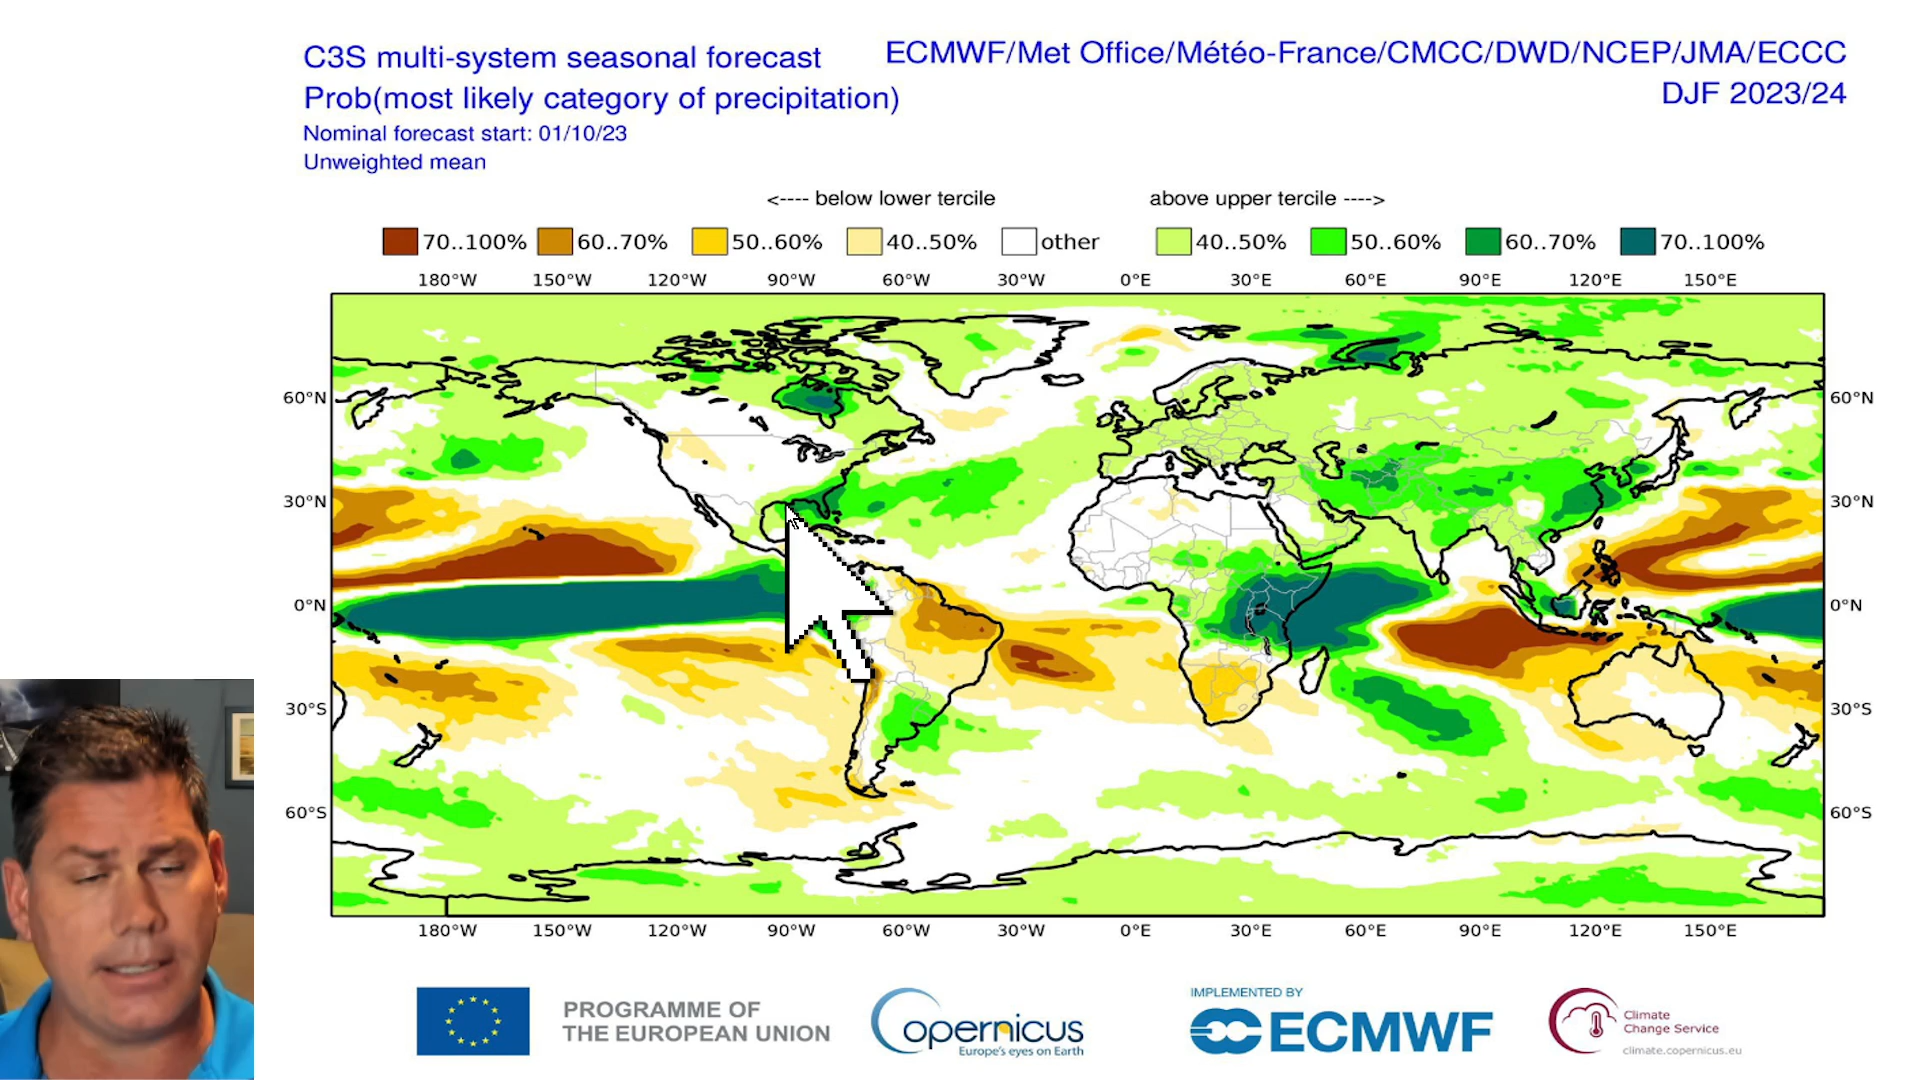 C3S multi-system seasonal forecast
ECMWF/Met Office/Météo-France/CMCC/DWD/NCEP/JMA/ECCC
Prob(most likely category of precipitation)
DJF 2023/24
Nominal forecast start: 01/10/23
Unweighted mean
<---- below lower tercile
above upper tercile ---->
70..100% 60..70% 50..60% 40..50% other 40..50% 50..60% 60..70% 70..100%
180°W 150°W 120°W 90°W 60°W 30°W 0°E 30°E 60°E 90°E 120°E 150°E
60°N 60°N
30°N 30°N
0°N 0°N
30°S 30°S
60°S 60°S
180°W 150°W 120°W 90°W 60°W 30°W 0°E 30°E 60°E 90°E 120°E 150°E
PROGRAMME OF
THE EUROPEAN UNION
opernicus
Europe's eyes on Earth
IMPLEMENTED BY
ECMWF
Climate
Change Service
climate.copernicus.eu